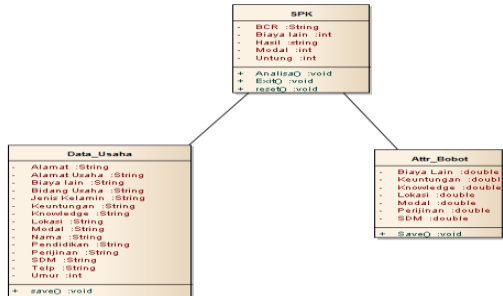 SPK
- BCR :String
- Biaya lain :int
- Hasil :string
- Modal :int
- Untung :int
+ Analisa() :void
+ Exit() :void
+ reset() :void
Data_Usaha
- Alamat :String
- Alamat Usaha :String
- Biaya lain :String
- Bidang Usaha :String
- Jenis Kelamin :String
- Keuntungan :String
- Knowledge :String
- Lokasi :String
- Modal :String
- Nama :String
- Pendidikan :String
- Perijinan :String
- SDM :String
- Telp :String
- Umur :int
+ save() :void
Attr_Bobot
- Biaya Lain :double
- Keuntungan :double
- Knowledge :double
- Lokasi :double
- Modal :double
- Perijinan :double
- SDM :double
+ Save() :void